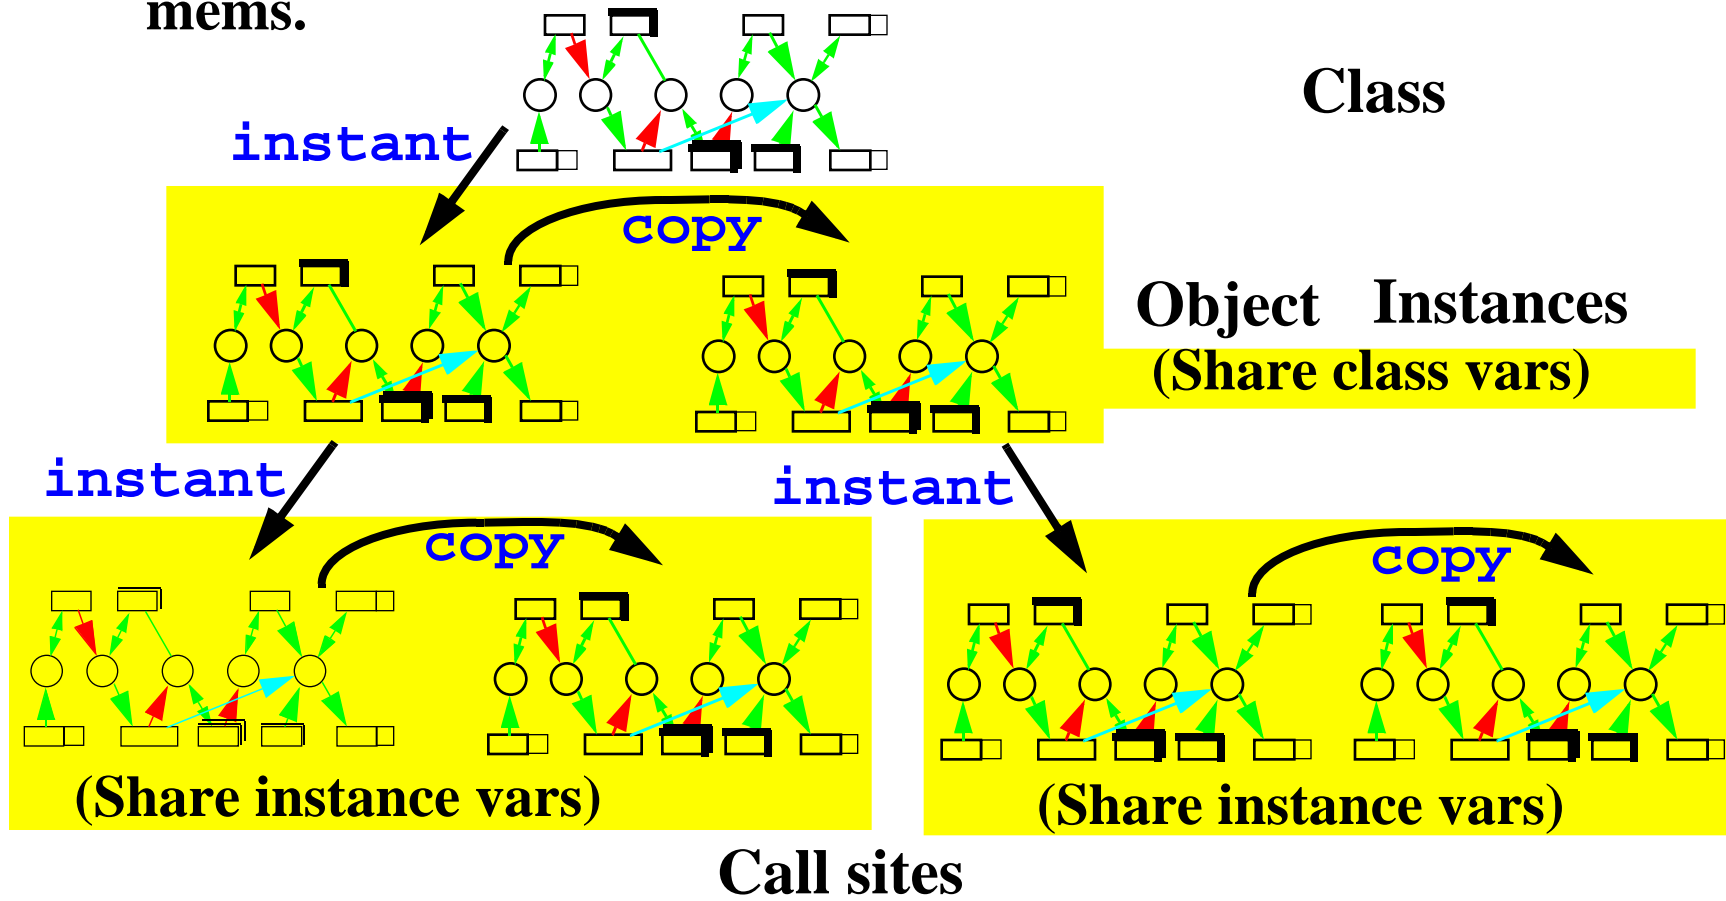 mems.
Class
instant
copy
Object Instances
(Share class vars)
instant
instant
copy
copy
(Share instance vars)
(Share instance vars)
Call sites